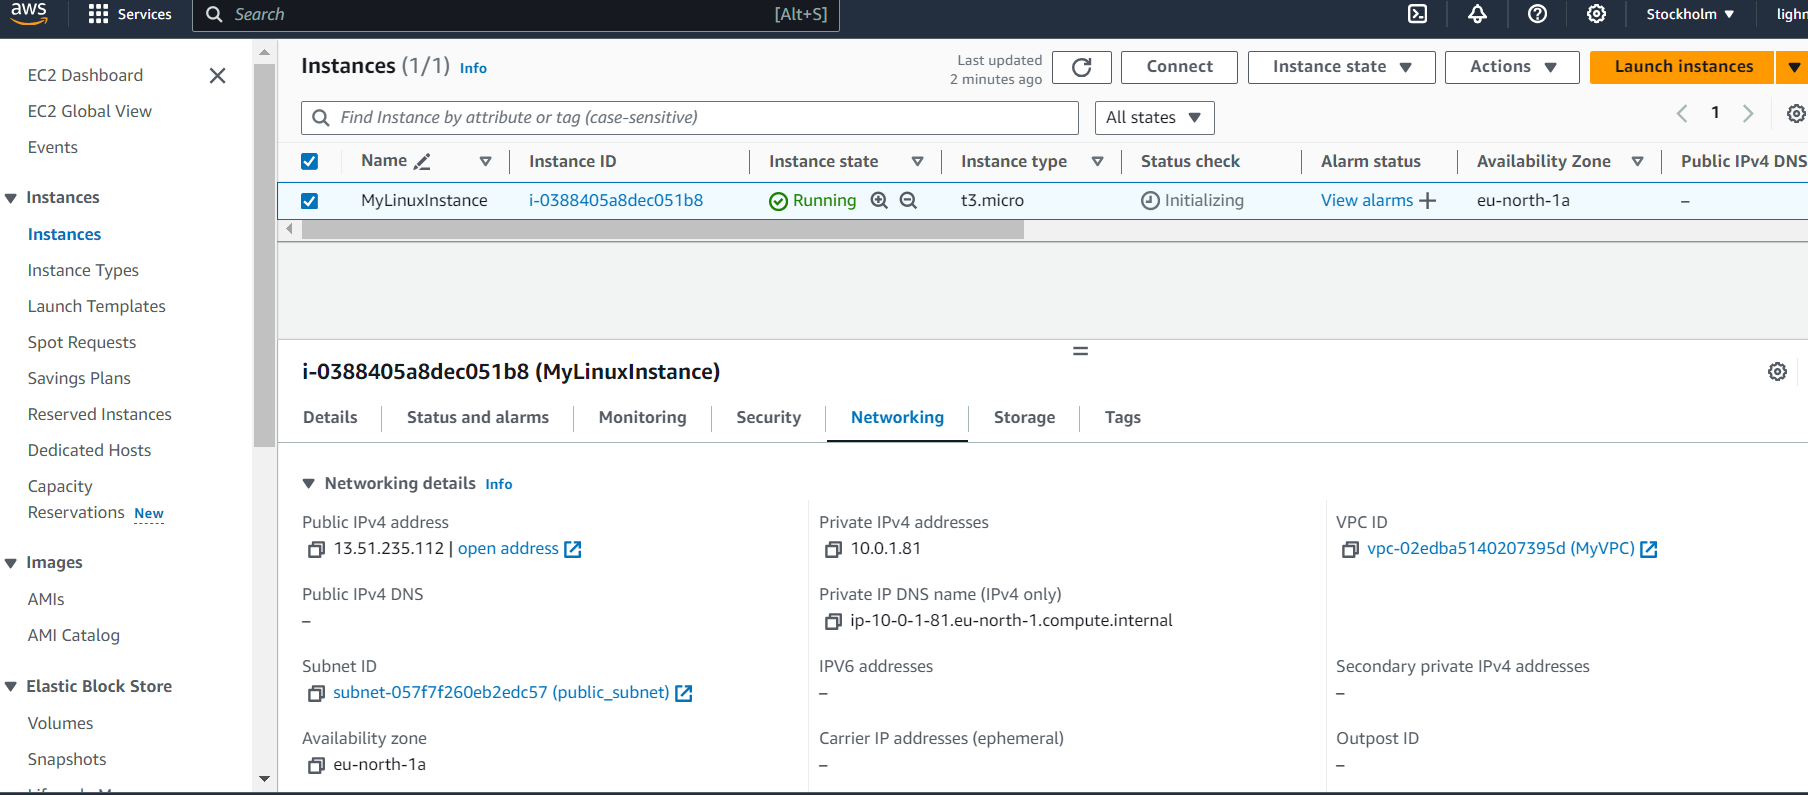 aws
Services
Search
[Alt+S]
Stockholm
EC2 Dashboard
EC2 Global View
Events
Instances
Instances
Instance Types
Launch Templates
Spot Requests
Savings Plans
Reserved Instances
Dedicated Hosts
Capacity
Reservations New
Images
AMIs
AMI Catalog
Elastic Block Store
Volumes
Snapshots
Instances (1/1) Info
Last updated
2 minutes ago
Connect
Instance state
Actions
Launch instances
Find Instance by attribute or tag (case-sensitive)
All states
1
Name Instance ID Instance state Instance type Status check Alarm status Availability Zone Public IPv4 DNS
MyLinuxInstance i-0388405a8dec051b8 Running t3.micro Initializing View alarms + eu-north-1a –
i-0388405a8dec051b8 (MyLinuxInstance)
Details Status and alarms Monitoring Security Networking Storage Tags
Networking details Info
Public IPv4 address
13.51.235.112 | open address
Private IPv4 addresses
10.0.1.81
VPC ID
vpc-02edba5140207395d (MyVPC)
Public IPv4 DNS
–
Private IP DNS name (IPv4 only)
ip-10-0-1-81.eu-north-1.compute.internal
Subnet ID
subnet-057f7f260eb2edc57 (public_subnet)
IPV6 addresses
–
Secondary private IPv4 addresses
–
Availability zone
eu-north-1a
Carrier IP addresses (ephemeral)
–
Outpost ID
–